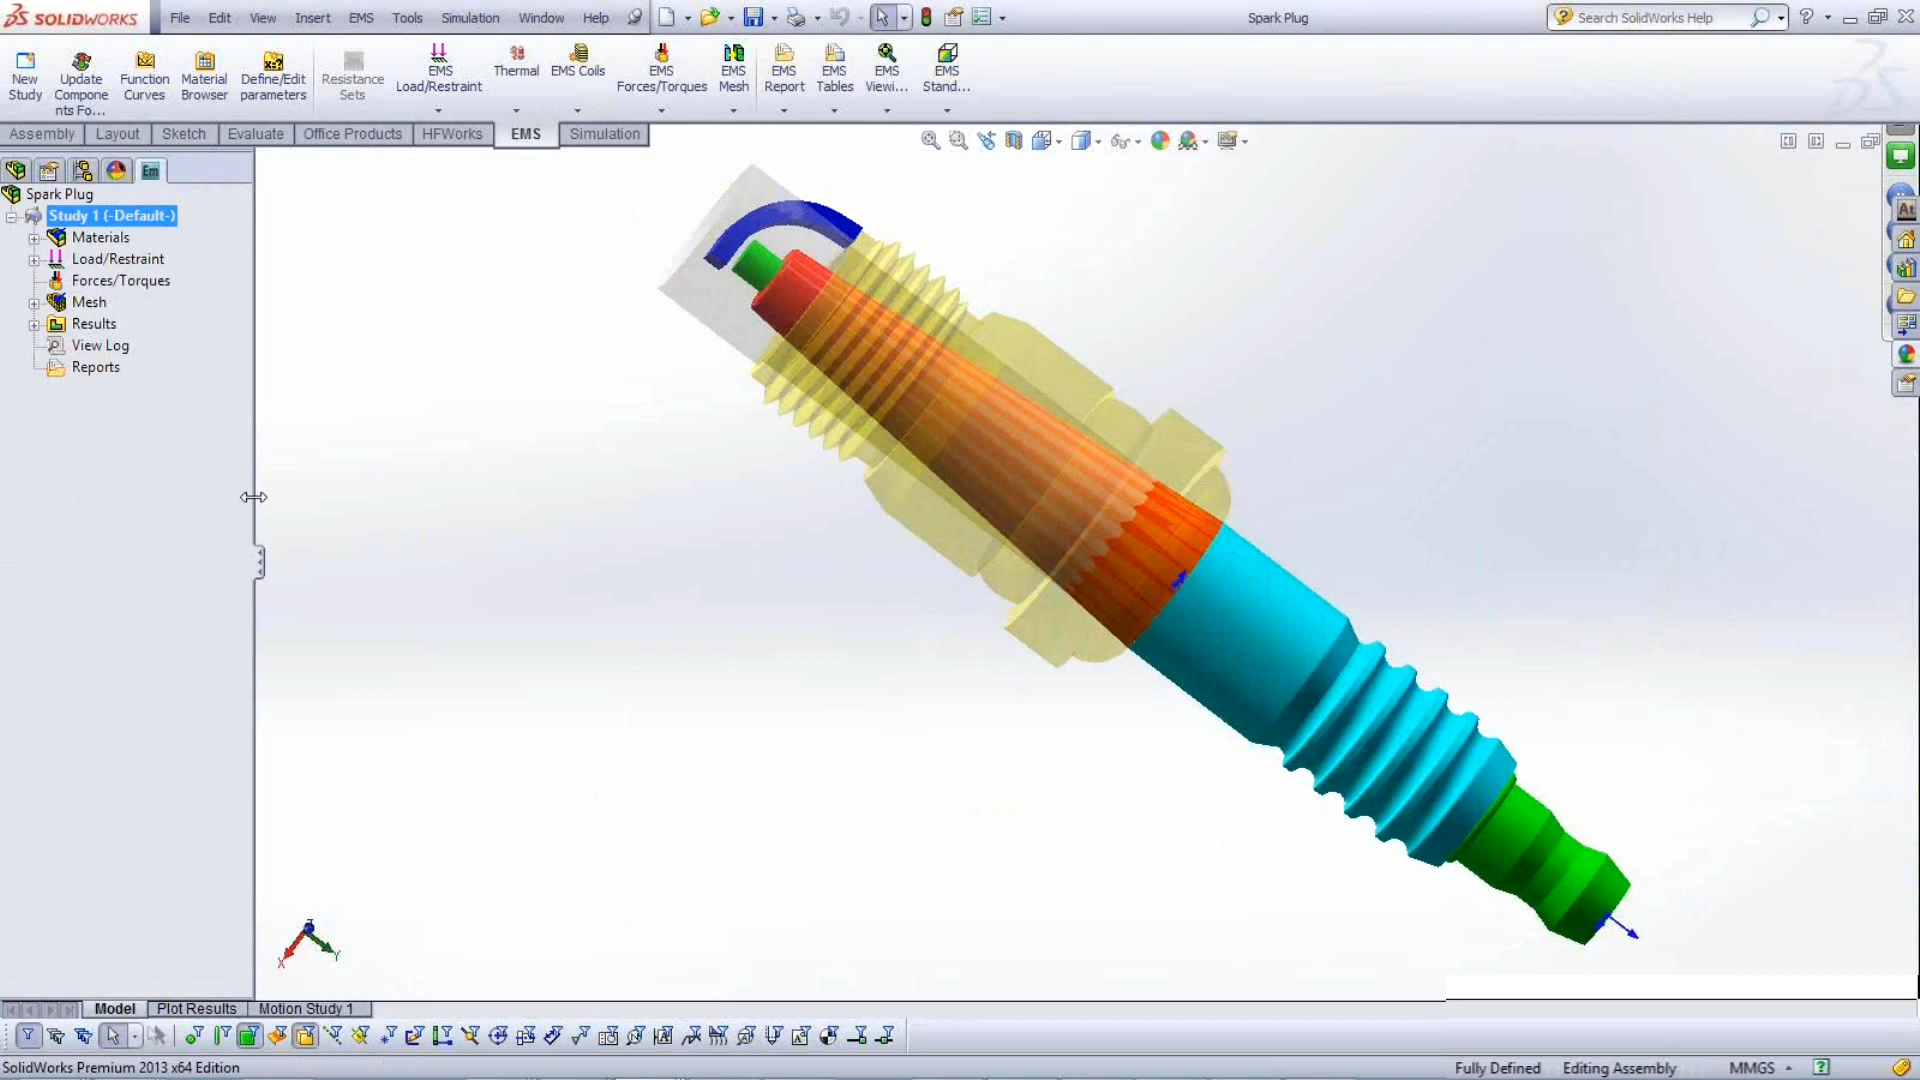 SOLIDWORKS File Edit View Insert EMS Tools Simulation Window Help Spark Plug Search SolidWorks Help
New Study
Update Compone nts Fo...
Function Curves
Material Browser
Define/Edit parameters
Resistance Sets
EMS Load/Restraint
Thermal
EMS Coils
EMS Forces/Torques
EMS Mesh
EMS Report
EMS Tables
EMS Viewi...
EMS Stand...
Assembly Layout Sketch Evaluate Office Products HFWorks EMS Simulation
Em
Spark Plug
Study 1 (-Default-)
Materials
Load/Restraint
Forces/Torques
Mesh
Results
View Log
Reports
At
Z
X
Y
Model Plot Results Motion Study 1
SolidWorks Premium 2013 x64 Edition Fully Defined Editing Assembly MMGS